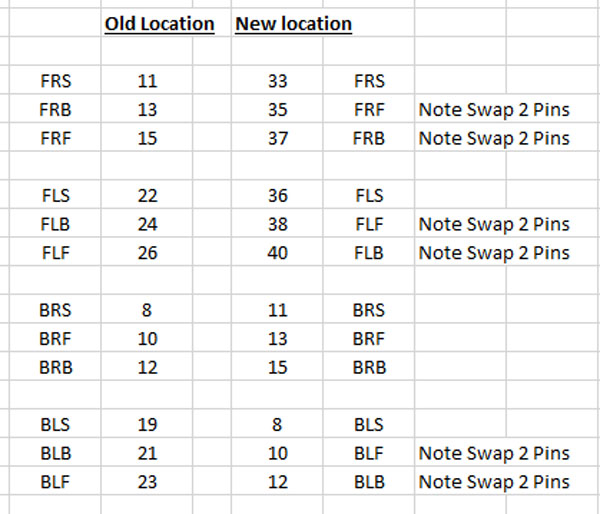 Old Location New location
FRS 11 33 FRS
FRB 13 35 FRF Note Swap 2 Pins
FRF 15 37 FRB Note Swap 2 Pins
FLS 22 36 FLS
FLB 24 38 FLF Note Swap 2 Pins
FLF 26 40 FLB Note Swap 2 Pins
BRS 8 11 BRS
BRF 10 13 BRF
BRB 12 15 BRB
BLS 19 8 BLS
BLB 21 10 BLF Note Swap 2 Pins
BLF 23 12 BLB Note Swap 2 Pins